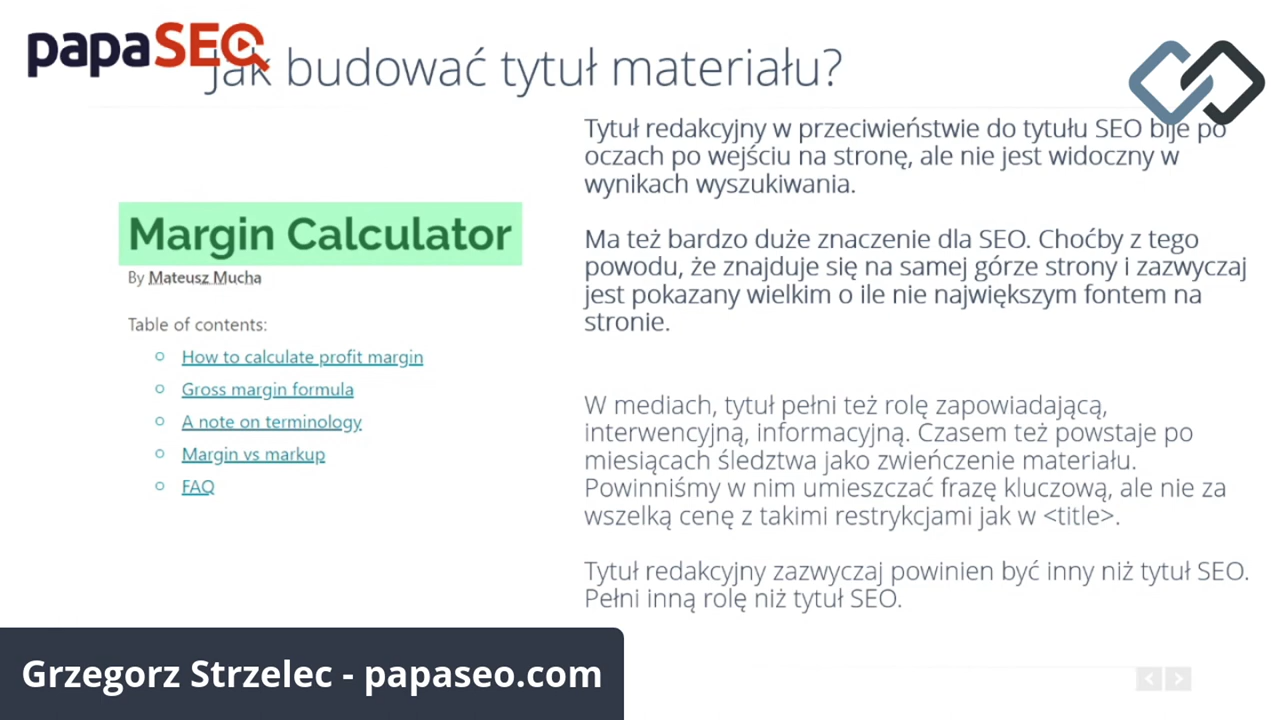 papaSEO
Jak budować tytuł materiału?
Tytuł redakcyjny w przeciwieństwie do tytułu SEO bije po
oczach po wejściu na stronę, ale nie jest widoczny w
wynikach wyszukiwania.
Ma też bardzo duże znaczenie dla SEO. Choćby z tego
powodu, że znajduje się na samej górze strony i zazwyczaj
jest pokazany wielkim o ile nie największym fontem na
stronie.
W mediach, tytuł pełni też rolę zapowiadającą,
interwencyjną, informacyjną. Czasem też powstaje po
miesiącach śledztwa jako zwieńczenie materiału.
Powinniśmy w nim umieszczać frazę kluczową, ale nie za
wszelką cenę z takimi restrykcjami jak w <title>.
Tytuł redakcyjny zazwyczaj powinien być inny niż tytuł SEO.
Pełni inną rolę niż tytuł SEO.
Margin Calculator
By Mateusz Mucha
Table of contents:
How to calculate profit margin
Gross margin formula
A note on terminology
Margin vs markup
FAQ
Grzegorz Strzelec - papaseo.com